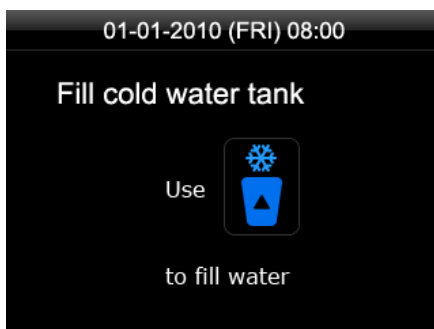 01-01-2010 (FRI) 08:00
Fill cold water tank
Use
to fill water